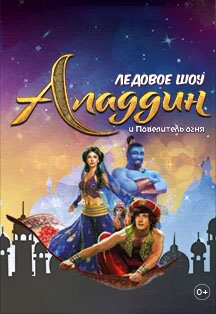 ЛЕДОВОЕ ШОУ
Аладдин
и Повелитель огня
0+